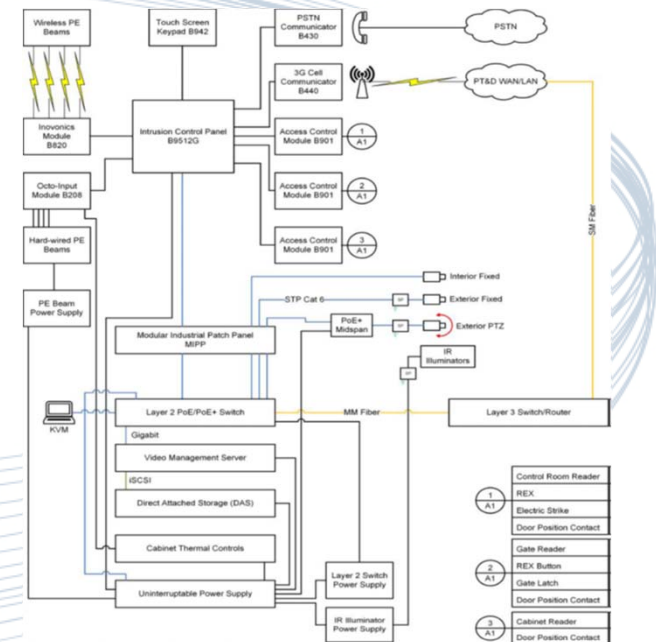 Wireless PE
Beams
Touch Screen
Keypad B942
PSTN
Communicator
B430
PSTN
3G Cell
Communicator
B440
PT&D WAN/LAN
Inovonics
Module
B820
Intrusion Control Panel
B9512G
Access Control
Module B901
1
A1
Octo-Input
Module B208
Access Control
Module B901
2
A1
Hard-wired PE
Beams
Access Control
Module B901
3
A1
SM Fiber
PE Beam
Power Supply
Interior Fixed
STP Cat 6
SP
Exterior Fixed
Modular Industrial Patch Panel
MIPP
PoE+
Midspan
SP
Exterior PTZ
IR
Illuminators
SP
KVM
Layer 2 PoE/PoE+ Switch
MM Fiber
Layer 3 Switch/Router
Gigabit
Video Management Server
iSCSI
Direct Attached Storage (DAS)
Cabinet Thermal Controls
Uninterruptable Power Supply
Layer 2 Switch
Power Supply
IR Illuminator
Power Supply
1
A1
Control Room Reader
REX
Electric Strike
Door Position Contact
2
A1
Gate Reader
REX Button
Gate Latch
Door Position Contact
3
A1
Cabinet Reader
Door Position Contact